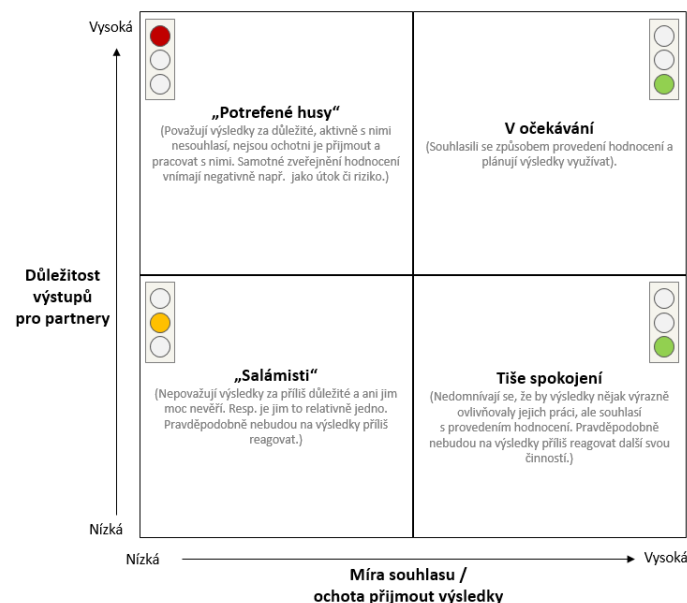 Vysoká
„Potrefené husy“
(Považují výsledky za důležité, aktivně s nimi
nesouhlasí, nejsou ochotni je přijmout a
pracovat s nimi. Samotné zveřejnění hodnocení
vnímají negativně např. jako útok či riziko.)
V očekávání
(Souhlasili se způsobem provedení hodnocení a
plánují výsledky využívat).
Důležitost
výstupů
pro partnery
„Salámisti“
(Nepovažují výsledky za příliš důležité a ani jim
moc nevěří. Resp. je jim to relativně jedno.
Pravděpodobně nebudou na výsledky příliš
reagovat.)
Tiše spokojení
(Nedomnívají se, že by výsledky nějak výrazně
ovlivňovaly jejich práci, ale souhlasí
s provedením hodnocení. Pravděpodobně
nebudou na výsledky příliš reagovat další svou
činností.)
Nízká
Nízká
Vysoká
Míra souhlasu /
ochota přijmout výsledky